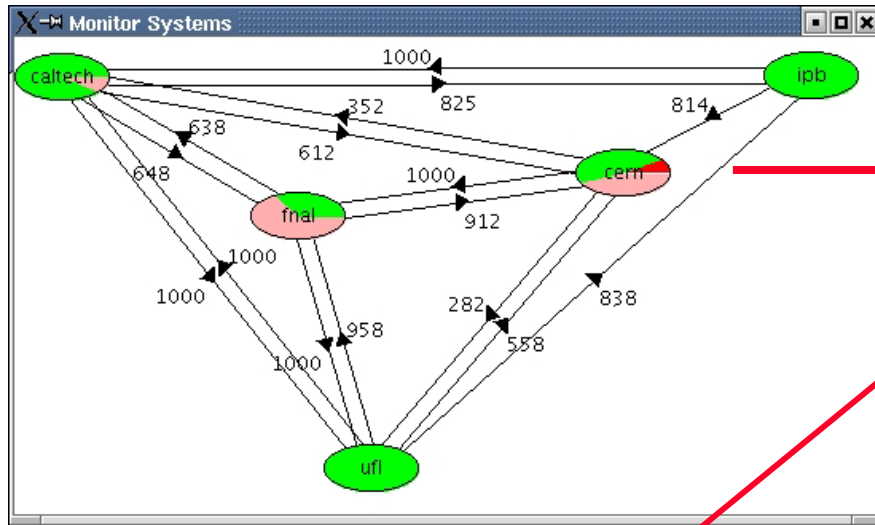 Monitor Systems
1000
caltech
ipb
352
825
814
638
612
648
1000
cern
fnal
912
1000
1000
282
838
958
558
1000
ufl